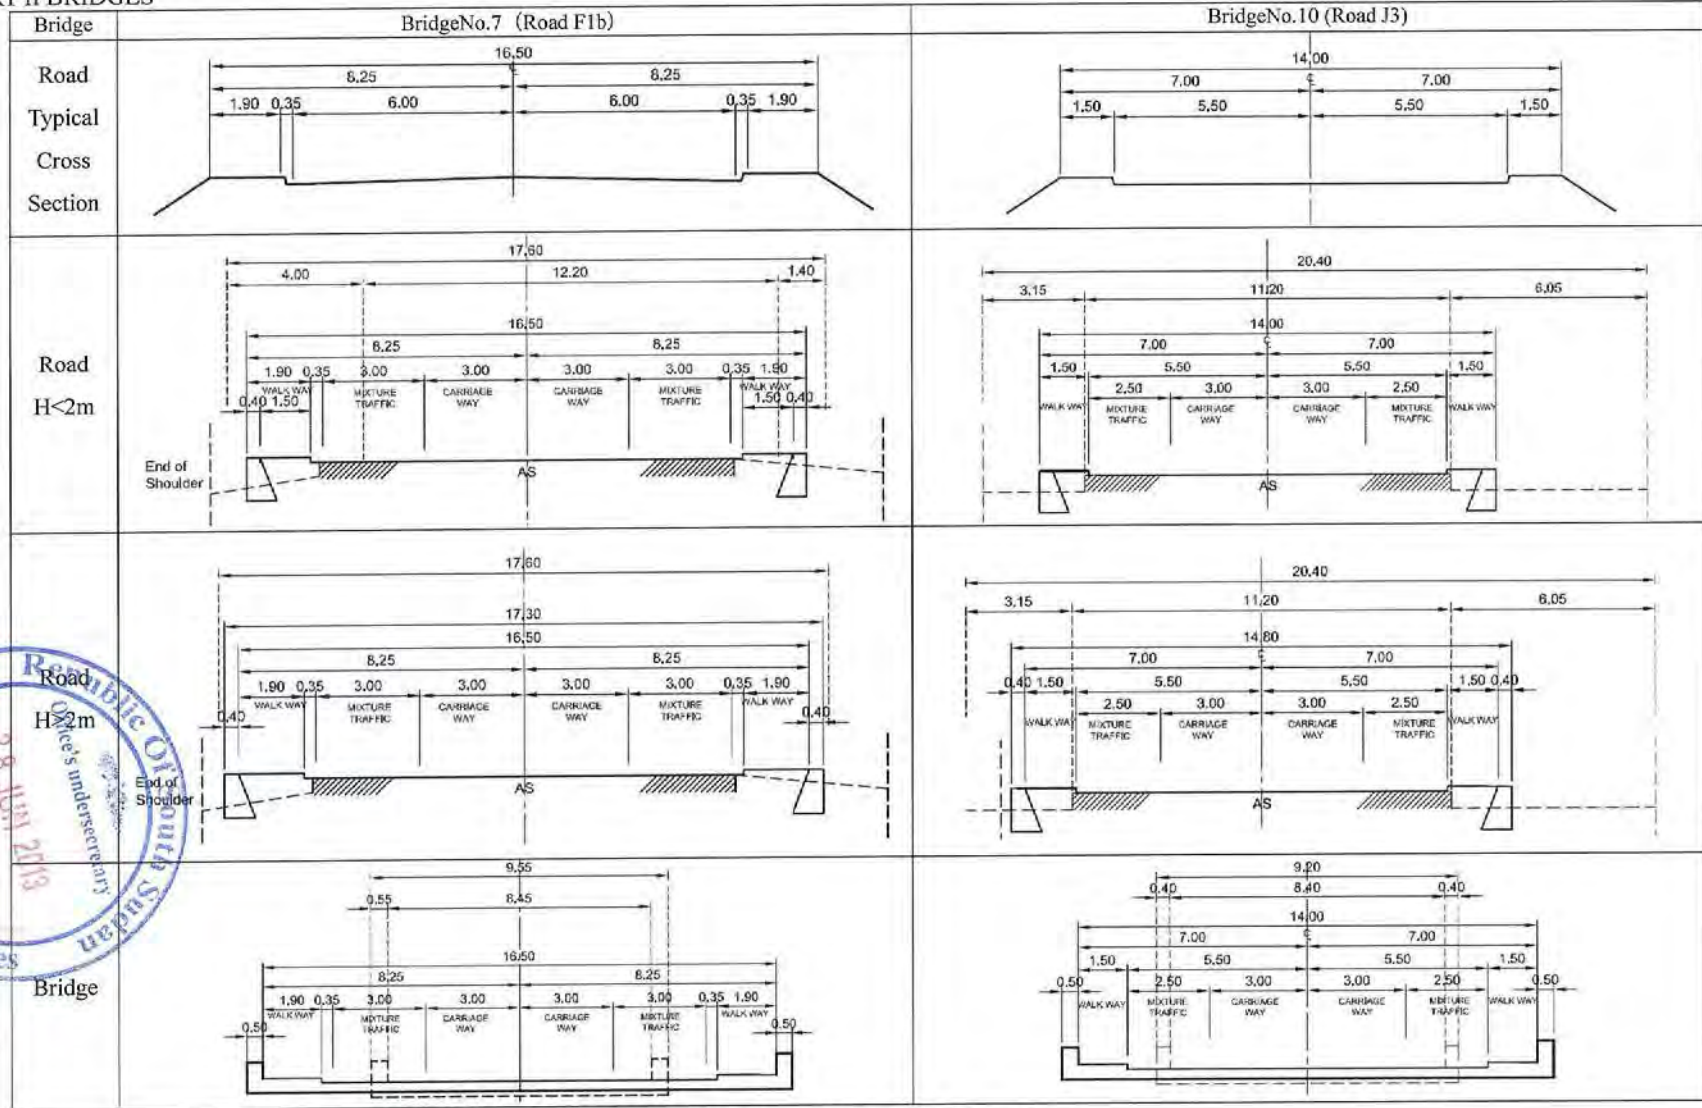 II BRIDGES
Bridge
BridgeNo.7 (Road F1b)
BridgeNo.10 (Road J3)
Road
Typical
Cross
Section
16.50
8.25 8.25
1.90 0.35 6.00 6.00 0.35 1.90
14.00
7.00 7.00
1.50 5.50 5.50 1.50
Road
H<2m
17.60
4.00 12.20 1.40
16.50
8.25 8.25
1.90 0.35 3.00 3.00 3.00 3.00 0.35 1.90
WALK WAY MIXTURE TRAFFIC CARRIAGE WAY CARRIAGE WAY MIXTURE TRAFFIC WALK WAY
0.40 1.50 1.50 0.40
End of
Shoulder
AS
20.40
3.15 11.20 6.05
14.00
7.00 7.00
1.50 5.50 5.50 1.50
2.50 3.00 3.00 2.50
WALK WAY MIXTURE TRAFFIC CARRIAGE WAY CARRIAGE WAY MIXTURE TRAFFIC WALK WAY
AS
Road
H>2m
17.60
17.30
16.50
8.25 8.25
1.90 0.35 3.00 3.00 3.00 3.00 0.35 1.90
WALK WAY MIXTURE TRAFFIC CARRIAGE WAY CARRIAGE WAY MIXTURE TRAFFIC WALK WAY
0.40 0.40
End of
Shoulder
AS
20.40
3.15 11.20 6.05
14.80
7.00 7.00
0.40 1.50 5.50 5.50 1.50 0.40
2.50 3.00 3.00 2.50
WALK WAY MIXTURE TRAFFIC CARRIAGE WAY CARRIAGE WAY MIXTURE TRAFFIC WALK WAY
AS
Republic Of South Sudan
Office's undersecretary
28 JUN 2013
Bridge
9.55
0.55 8.45
16.50
8.25 8.25
1.90 0.35 3.00 3.00 3.00 3.00 0.35 1.90
WALK WAY MIXTURE TRAFFIC CARRIAGE WAY CARRIAGE WAY MIXTURE TRAFFIC WALK WAY
0.50 0.50
9.20
0.40 8.40 0.40
14.00
7.00 7.00
1.50 5.50 5.50 1.50
0.50 2.50 3.00 3.00 2.50 0.50
WALK WAY MIXTURE TRAFFIC CARRIAGE WAY CARRIAGE WAY MIXTURE TRAFFIC WALK WAY